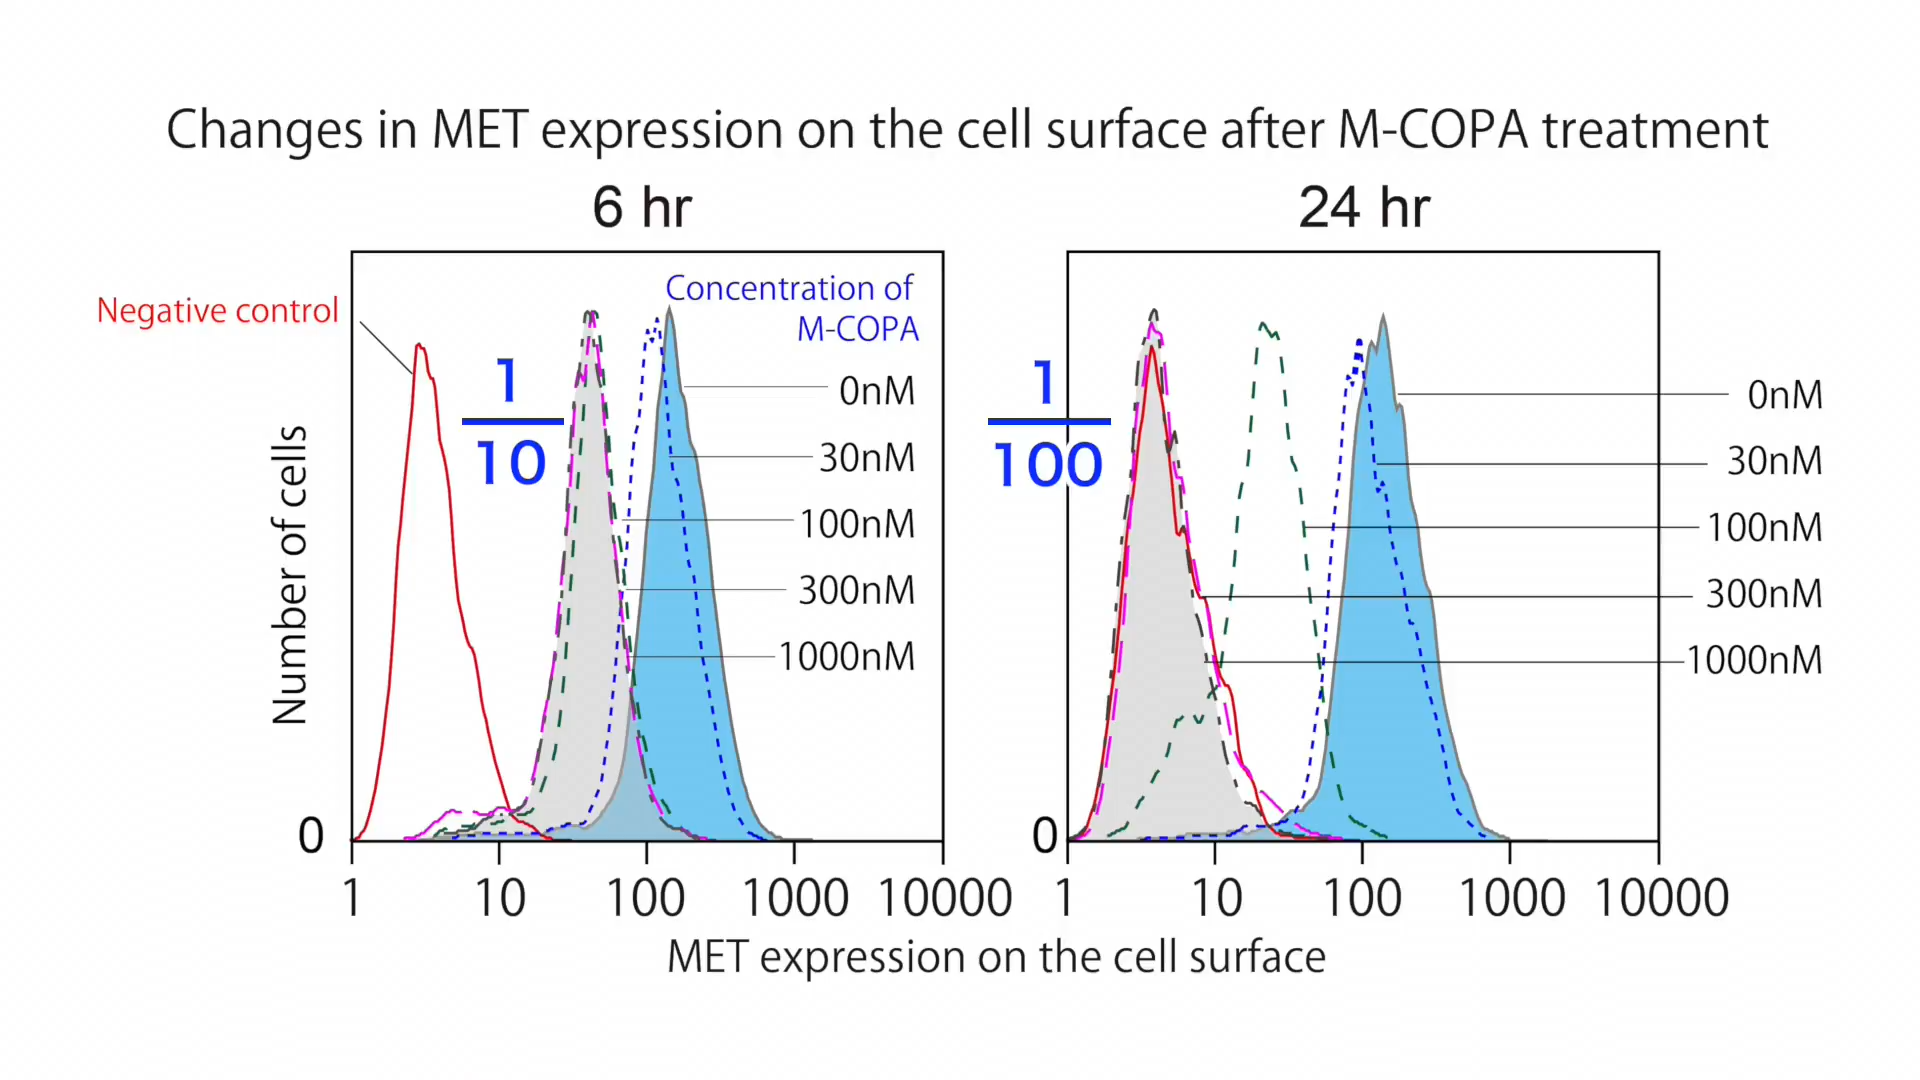 Changes in MET expression on the cell surface after M-COPA treatment
6 hr
24 hr
Negative control
Concentration of
M-COPA
1
10
0nM
30nM
100nM
300nM
1000nM
1
100
0nM
30nM
100nM
300nM
1000nM
Number of cells
0
0
1 10 100 1000 10000
1 10 100 1000 10000
MET expression on the cell surface